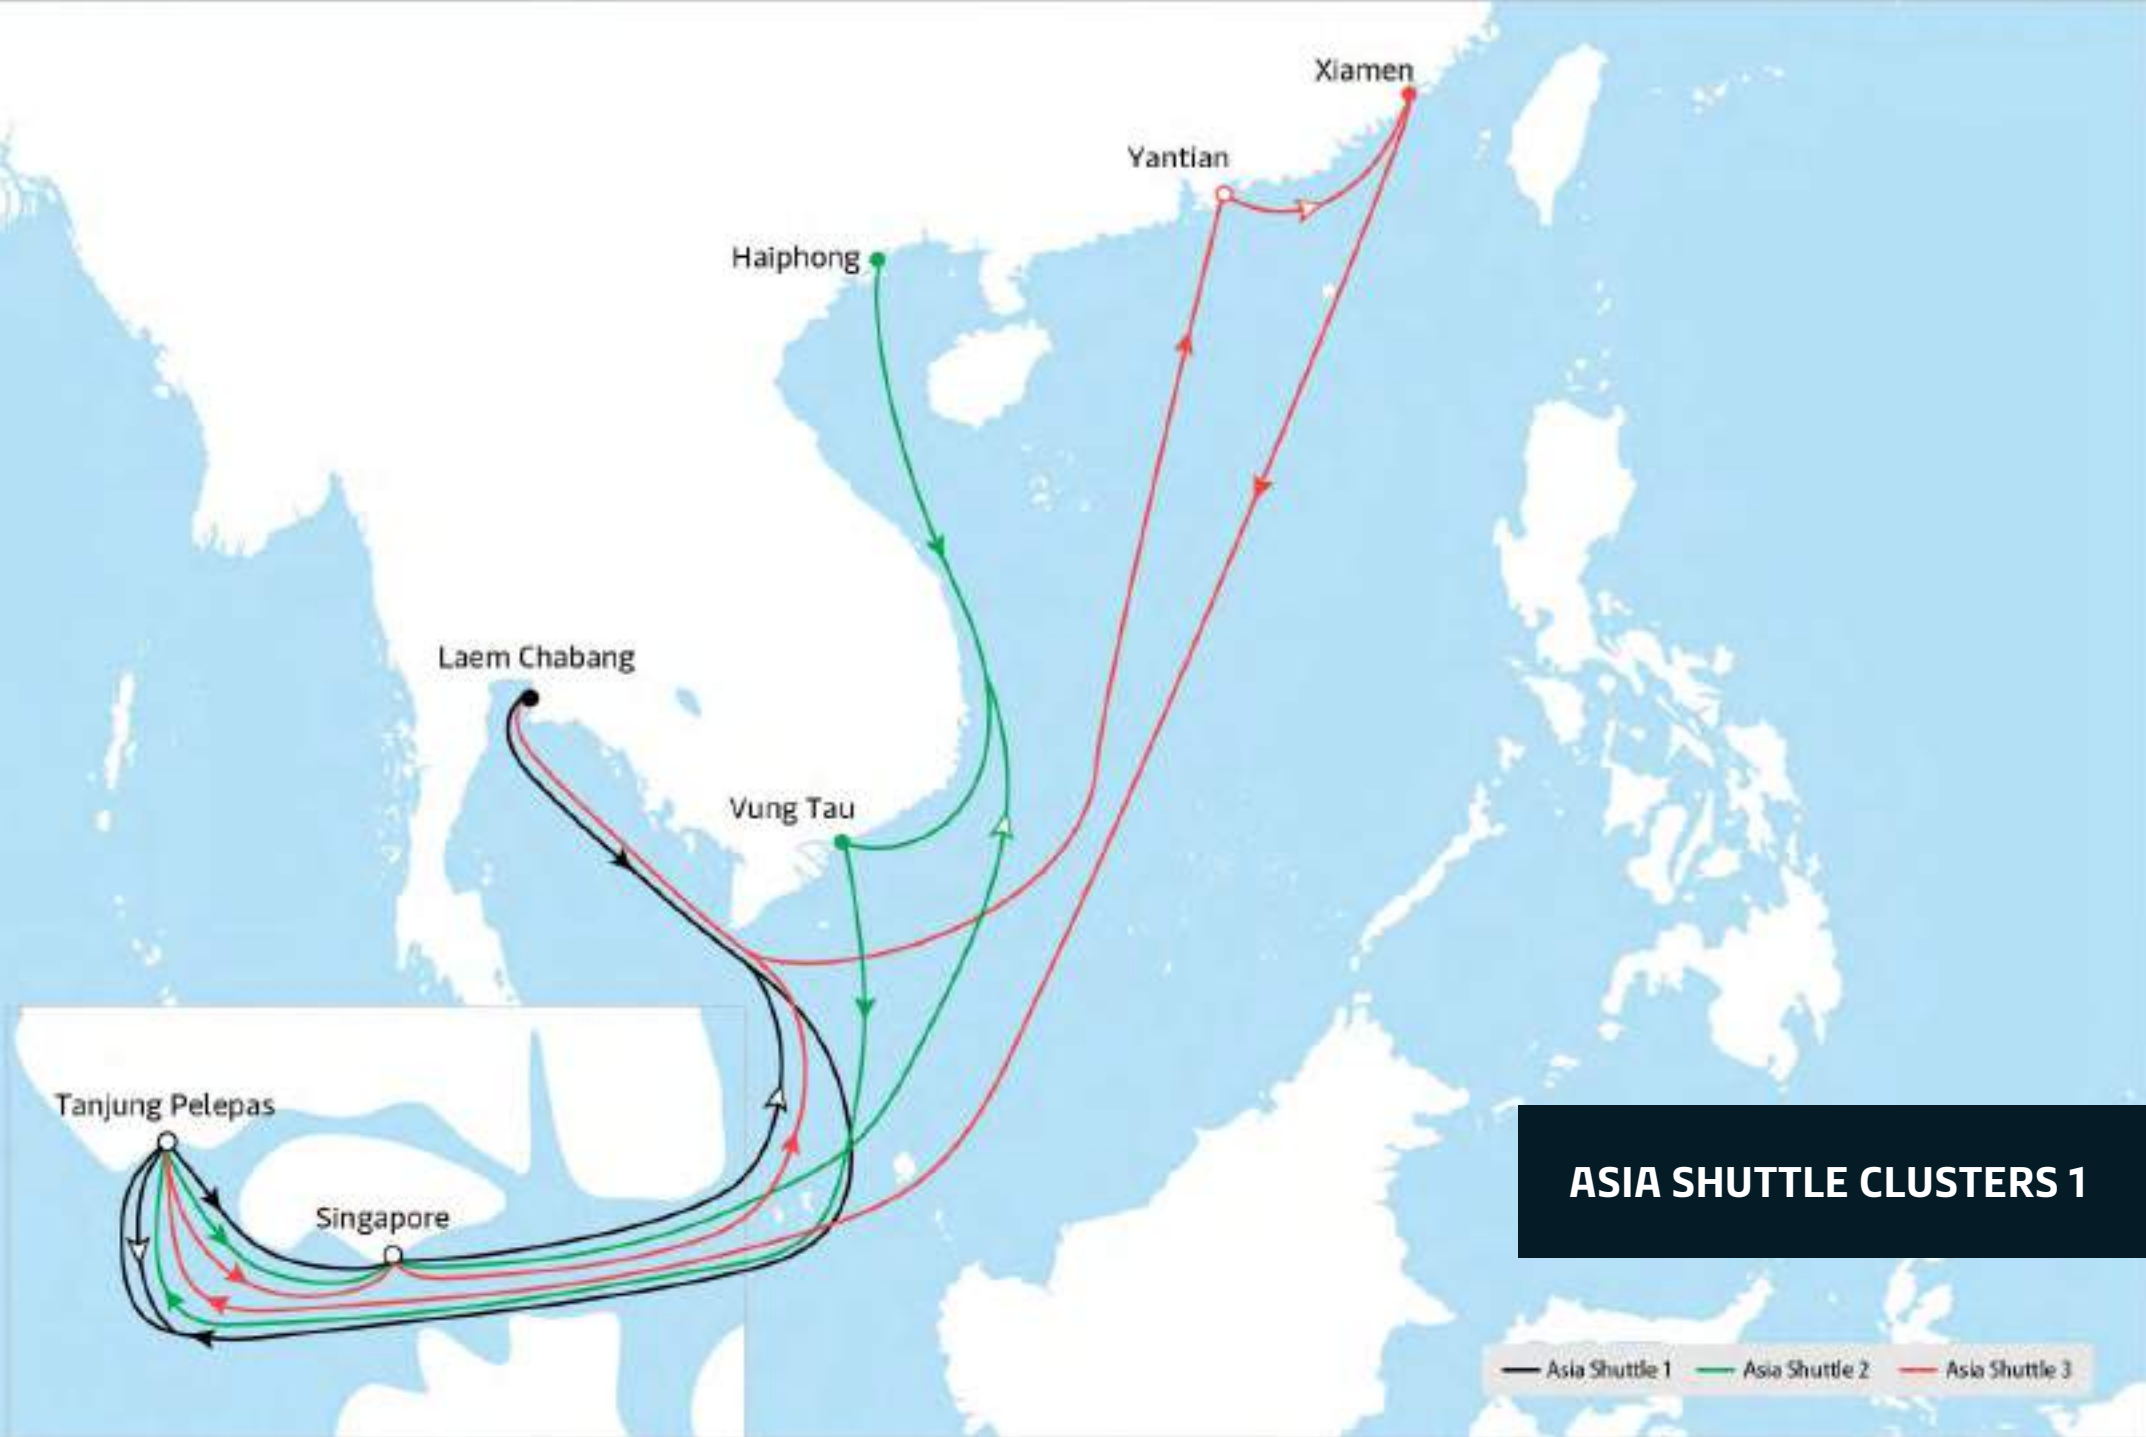 Xiamen
Yantian
Haiphong
Laem Chabang
Vung Tau
Tanjung Pelepas
Singapore
ASIA SHUTTLE CLUSTERS 1
Asia Shuttle 1 Asia Shuttle 2 Asia Shuttle 3